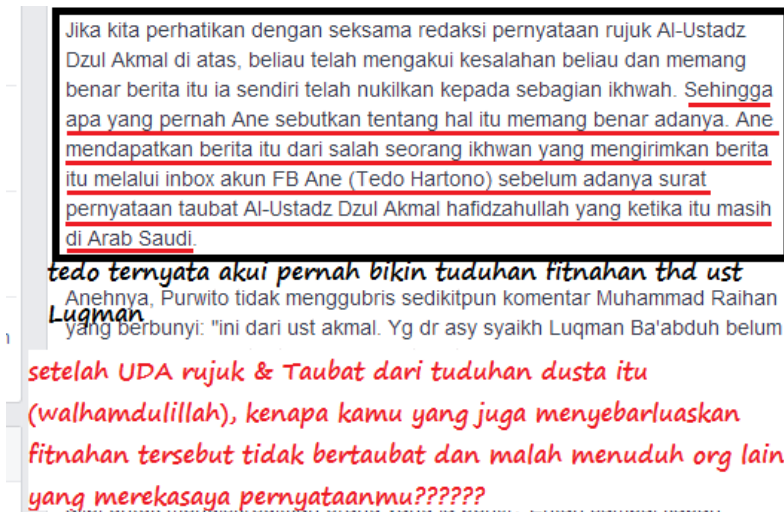 Jika kita perhatikan dengan seksama redaksi pernyataan rujuk Al-Ustadz
Dzul Akmal di atas, beliau telah mengakui kesalahan beliau dan memang
benar berita itu ia sendiri telah nukilkan kepada sebagian ikhwah. Sehingga
apa yang pernah Ane sebutkan tentang hal itu memang benar adanya. Ane
mendapatkan berita itu dari salah seorang ikhwan yang mengirimkan berita
itu melalui inbox akun FB Ane (Tedo Hartono) sebelum adanya surat
pernyataan taubat Al-Ustadz Dzul Akmal hafidzahullah yang ketika itu masih
di Arab Saudi.
tedo ternyata akui pernah bikin tuduhan fitnahan thd ust
Luqman
Anehnya, Purwito tidak menggubris sedikitpun komentar Muhammad Raihan
yang berbunyi: "ini dari ust akmal. Yg dr asy syaikh Luqman Ba'abduh belum
setelah UDA rujuk & Taubat dari tuduhan dusta itu
(walhamdulillah), kenapa kamu yang juga menyebarluaskan
fitnahan tersebut tidak bertaubat dan malah menuduh org lain
yang merekasaya pernyataanmu??????